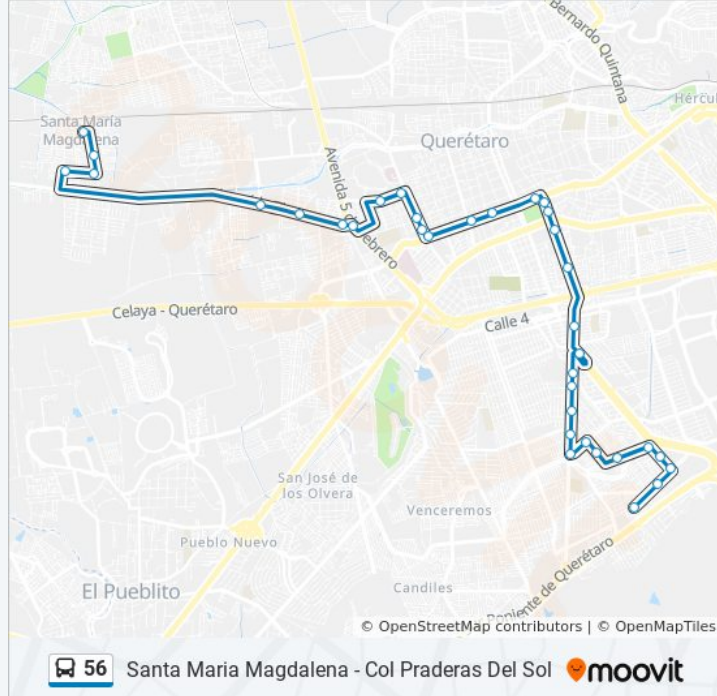 Bernardo Quintana
Hércul
Santa María
Magdalena
Querétaro
Avenida 5 de Febrero
Celaya - Querétaro
Calle 4
San José de
los Olvera
Venceremos
Pueblo Nuevo
El Pueblito
Candiles
Poniente de Querétaro
© OpenStreetMap contributors | © OpenMapTiles
56 Santa Maria Magdalena - Col Praderas Del Sol moovit